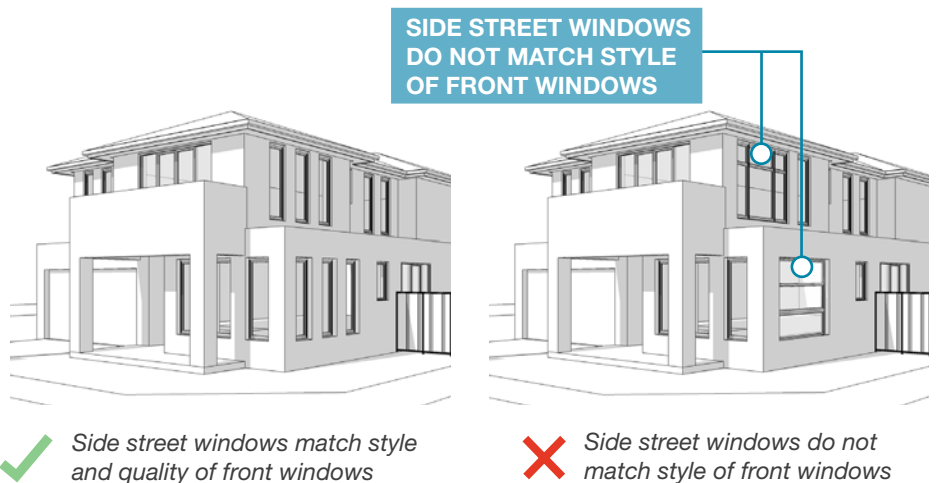 SIDE STREET WINDOWS
DO NOT MATCH STYLE
OF FRONT WINDOWS
Side street windows match style
and quality of front windows
Side street windows do not
match style of front windows